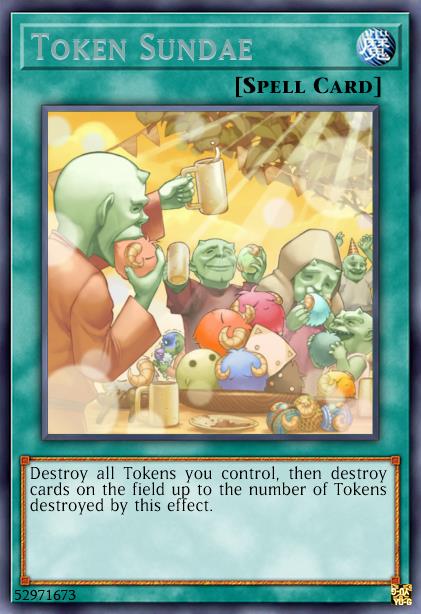 Token Sundae
魔
[Spell Card]
Destroy all Tokens you control, then destroy
cards on the field up to the number of Tokens
destroyed by this effect.
52971673